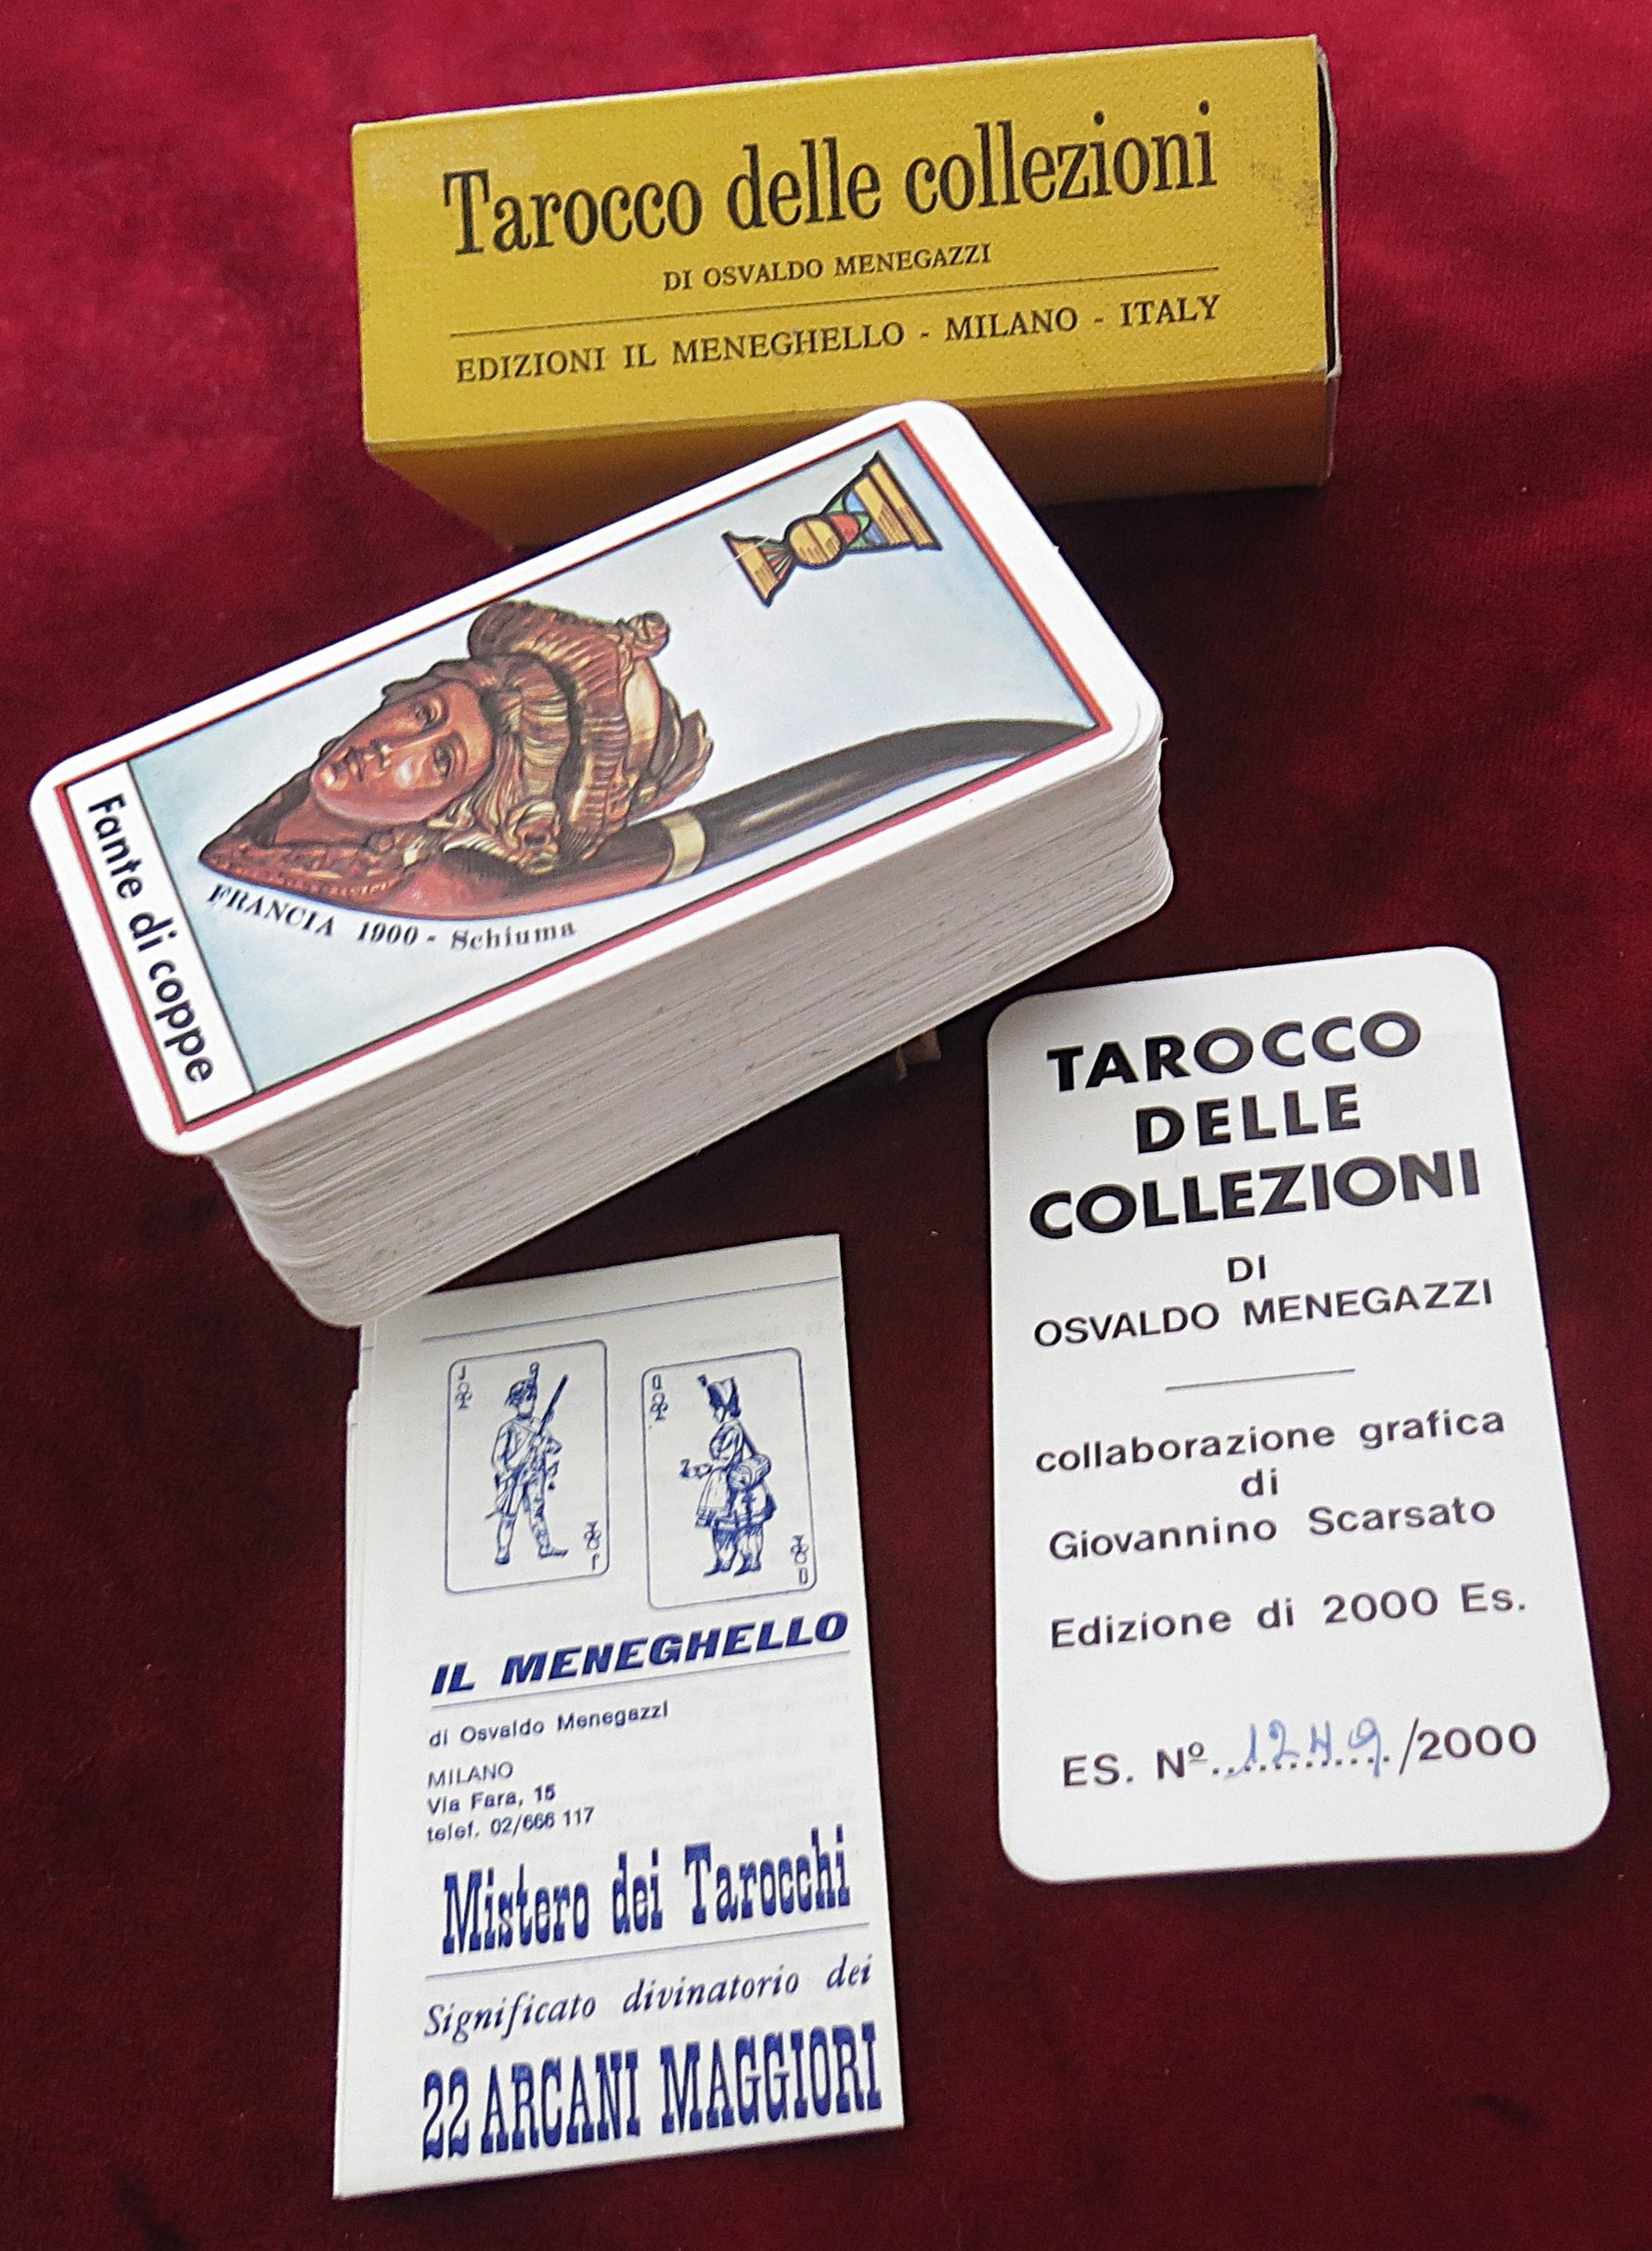 Tarocco delle collezioni
DI OSVALDO MENEGAZZI
EDIZIONI IL MENEGHELLO - MILANO - ITALY
Fante di coppe
FRANCIA 1900 - Schiuma
TAROCCO
DELLE
COLLEZIONI
DI
OSVALDO MENEGAZZI
collaborazione grafica
di
Giovannino Scarsato
Edizione di 2000 Es.
ES. Nº 1249 /2000
J
J
Q
Q
IL MENEGHELLO
di Osvaldo Menegazzi
MILANO
Via Fara, 15
telef. 02/666 117
Mistero dei Tarocchi
Significato divinatorio dei
22 ARCANI MAGGIORI